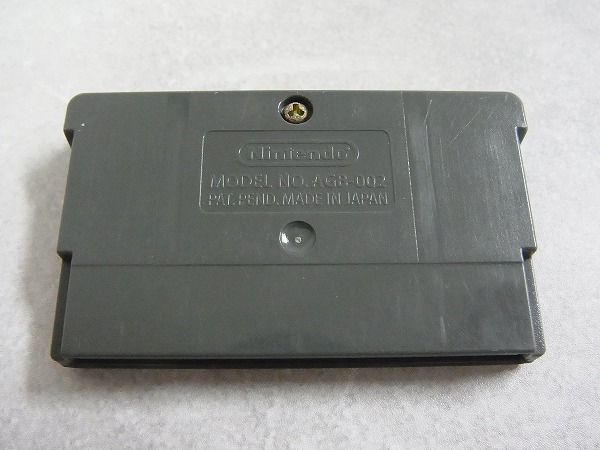 Nintendo
MODEL NO. AGB-002
PAT. PEND. MADE IN JAPAN